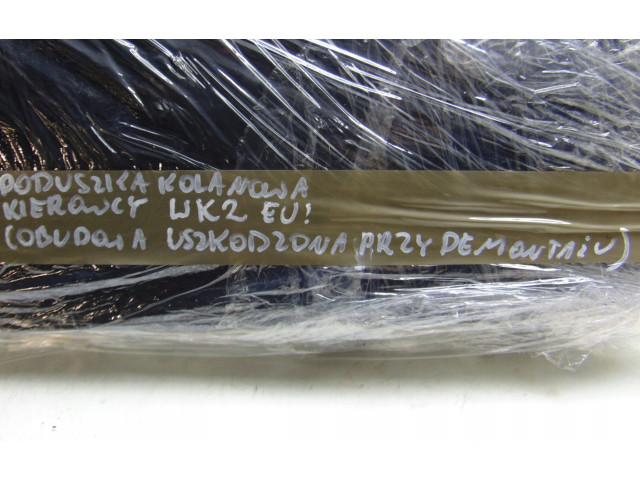 PODUSZKA KOLANOWA
KIEROWCY WK2 EU!
(OBUDOWA USZKODZONA PRZY DEMONTAŻU)